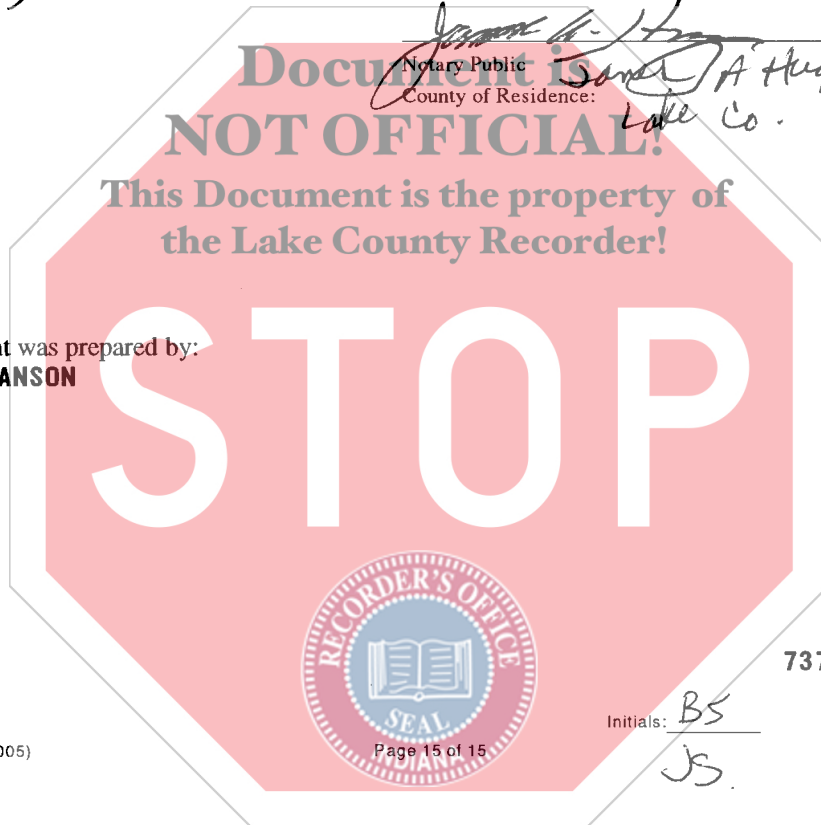 Document is
Notary Public
A
County of Residence:
Lake Co.
NOT OFFICIAL!
This Document is the property of
the Lake County Recorder!
was prepared by:
ANSON
STOP
RECORDER'S OFFICE
SEAL
INDIANA
737
Initials: BS
JS.
005)
Page 15 of 15